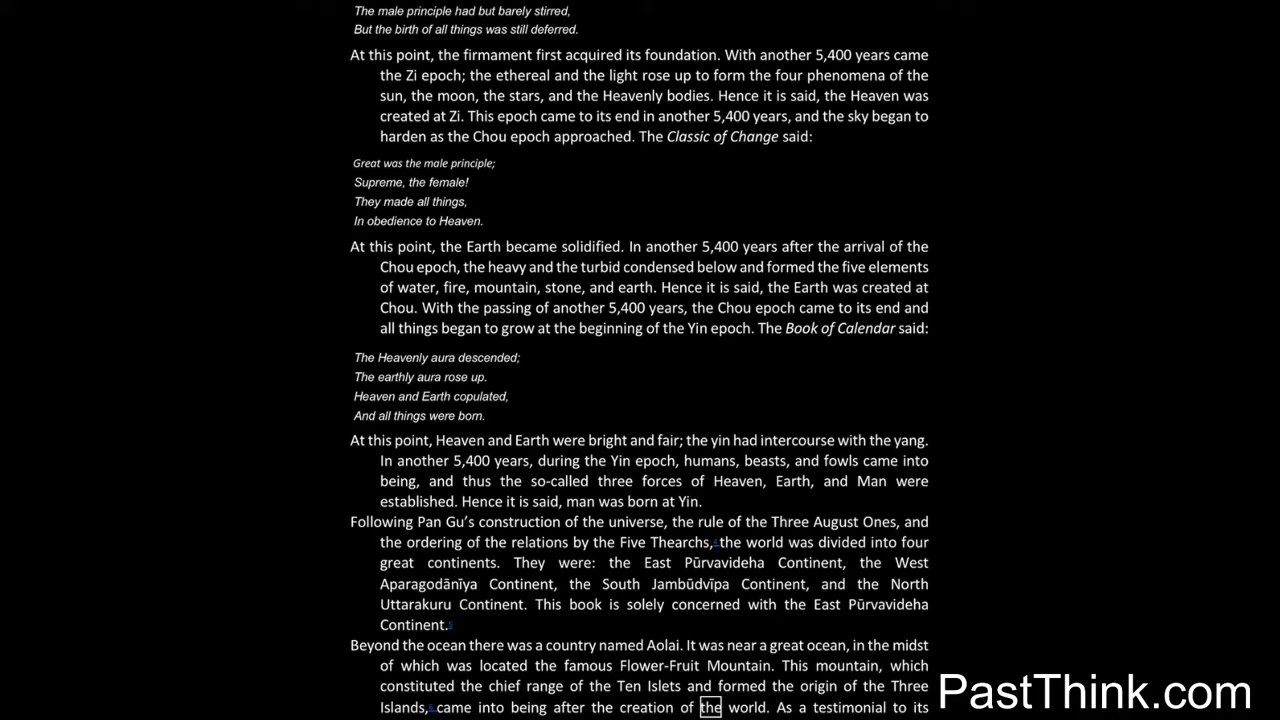 The male principle had but barely stirred,
But the birth of all things was still deferred.
At this point, the firmament first acquired its foundation. With another 5,400 years came
the Zi epoch; the ethereal and the light rose up to form the four phenomena of the
sun, the moon, the stars, and the Heavenly bodies. Hence it is said, the Heaven was
created at Zi. This epoch came to its end in another 5,400 years, and the sky began to
harden as the Chou epoch approached. The Classic of Change said:
Great was the male principle;
Supreme, the female!
They made all things,
In obedience to Heaven.
At this point, the Earth became solidified. In another 5,400 years after the arrival of the
Chou epoch, the heavy and the turbid condensed below and formed the five elements
of water, fire, mountain, stone, and earth. Hence it is said, the Earth was created at
Chou. With the passing of another 5,400 years, the Chou epoch came to its end and
all things began to grow at the beginning of the Yin epoch. The Book of Calendar said:
The Heavenly aura descended;
The earthly aura rose up.
Heaven and Earth copulated,
And all things were born.
At this point, Heaven and Earth were bright and fair; the yin had intercourse with the yang.
In another 5,400 years, during the Yin epoch, humans, beasts, and fowls came into
being, and thus the so-called three forces of Heaven, Earth, and Man were
established. Hence it is said, man was born at Yin.
Following Pan Gu's construction of the universe, the rule of the Three August Ones, and
the ordering of the relations by the Five Thearchs, the world was divided into four
great continents. They were: the East Pūrvavideha Continent, the West
Aparagodānīya Continent, the South Jambūdvīpa Continent, and the North
Uttarakuru Continent. This book is solely concerned with the East Pūrvavideha
Continent.5
Beyond the ocean there was a country named Aolai. It was near a great ocean, in the midst
of which was located the famous Flower-Fruit Mountain. This mountain, which
constituted the chief range of the Ten Islets and formed the origin of the Three
Islands, came into being after the creation of the world. As a testimonial to its
PastThink.com